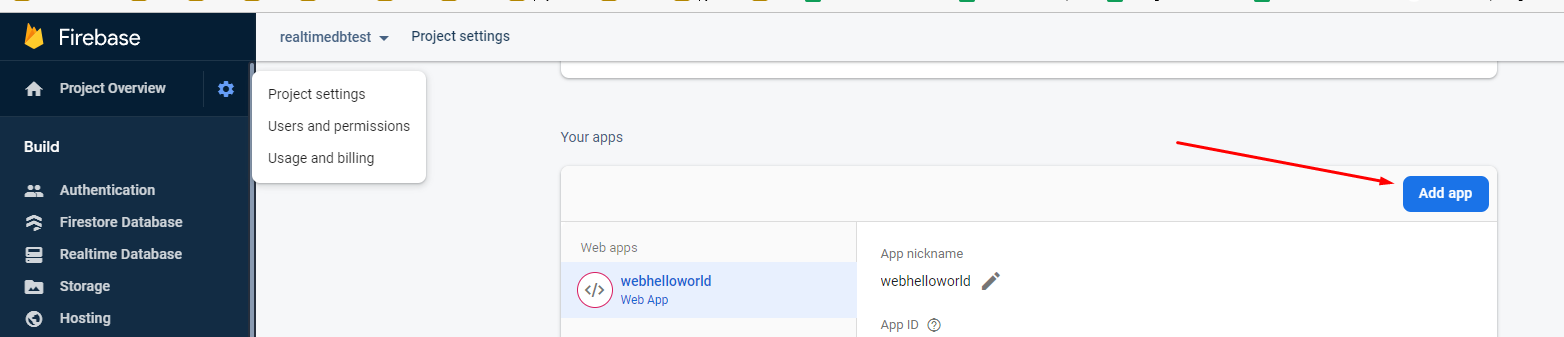 Firebase
realtimedbtest
Project settings
Project Overview
Project settings
Users and permissions
Usage and billing
Build
Authentication
Firestore Database
Realtime Database
Storage
Hosting
Your apps
Add app
Web apps
webhelloworld
Web App
App nickname
webhelloworld
App ID